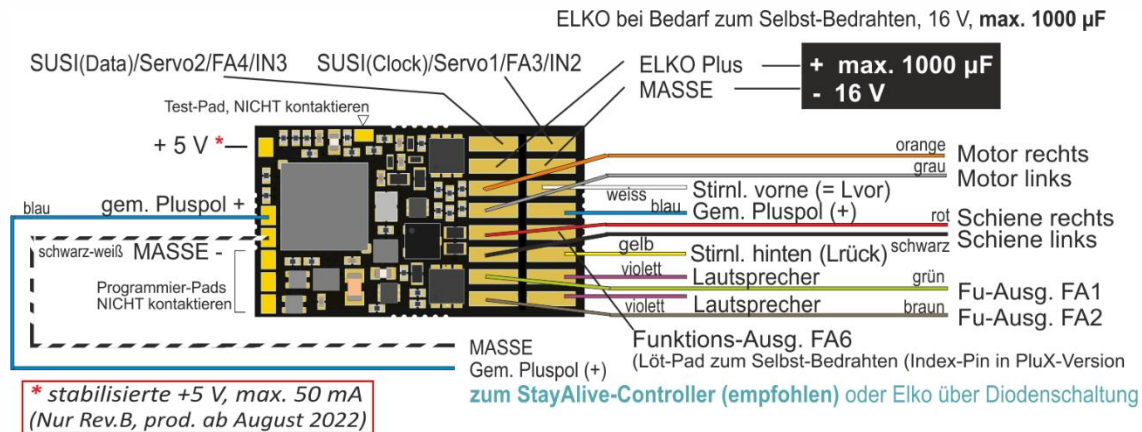 ELKO bei Bedarf zum Selbst-Bedrahten, 16 V, max. 1000 µF
SUSI(Data)/Servo2/FA4/IN3
SUSI(Clock)/Servo1/FA3/IN2
ELKO Plus
MASSE
+ max. 1000 µF
- 16 V
Test-Pad, NICHT kontaktieren
+ 5 V *
orange
Motor rechts
grau
Motor links
weiss
Stirnl. vorne (= Lvor)
blau
gem. Pluspol +
blau
Gem. Pluspol (+)
rot
Schiene rechts
schwarz-weiß
MASSE -
gelb
Stirnl. hinten (Lrück)
schwarz
Schiene links
violett
Lautsprecher
grün
Fu-Ausg. FA1
Programmier-Pads
NICHT kontaktieren
violett
Lautsprecher
braun
Fu-Ausg. FA2
Funktions-Ausg. FA6
(Löt-Pad zum Selbst-Bedrahten (Index-Pin in PluX-Version
MASSE
Gem. Pluspol (+)
zum StayAlive-Controller (empfohlen) oder Elko über Diodenschaltung
* stabilisierte +5 V, max. 50 mA
(Nur Rev.B, prod. ab August 2022)